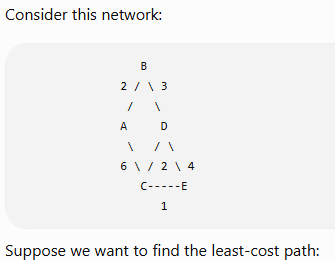 Consider this network:
B
2 / \ 3
/ \
A D
\ / \
6 \ / 2 \ 4
C-----E
1
Suppose we want to find the least-cost path: